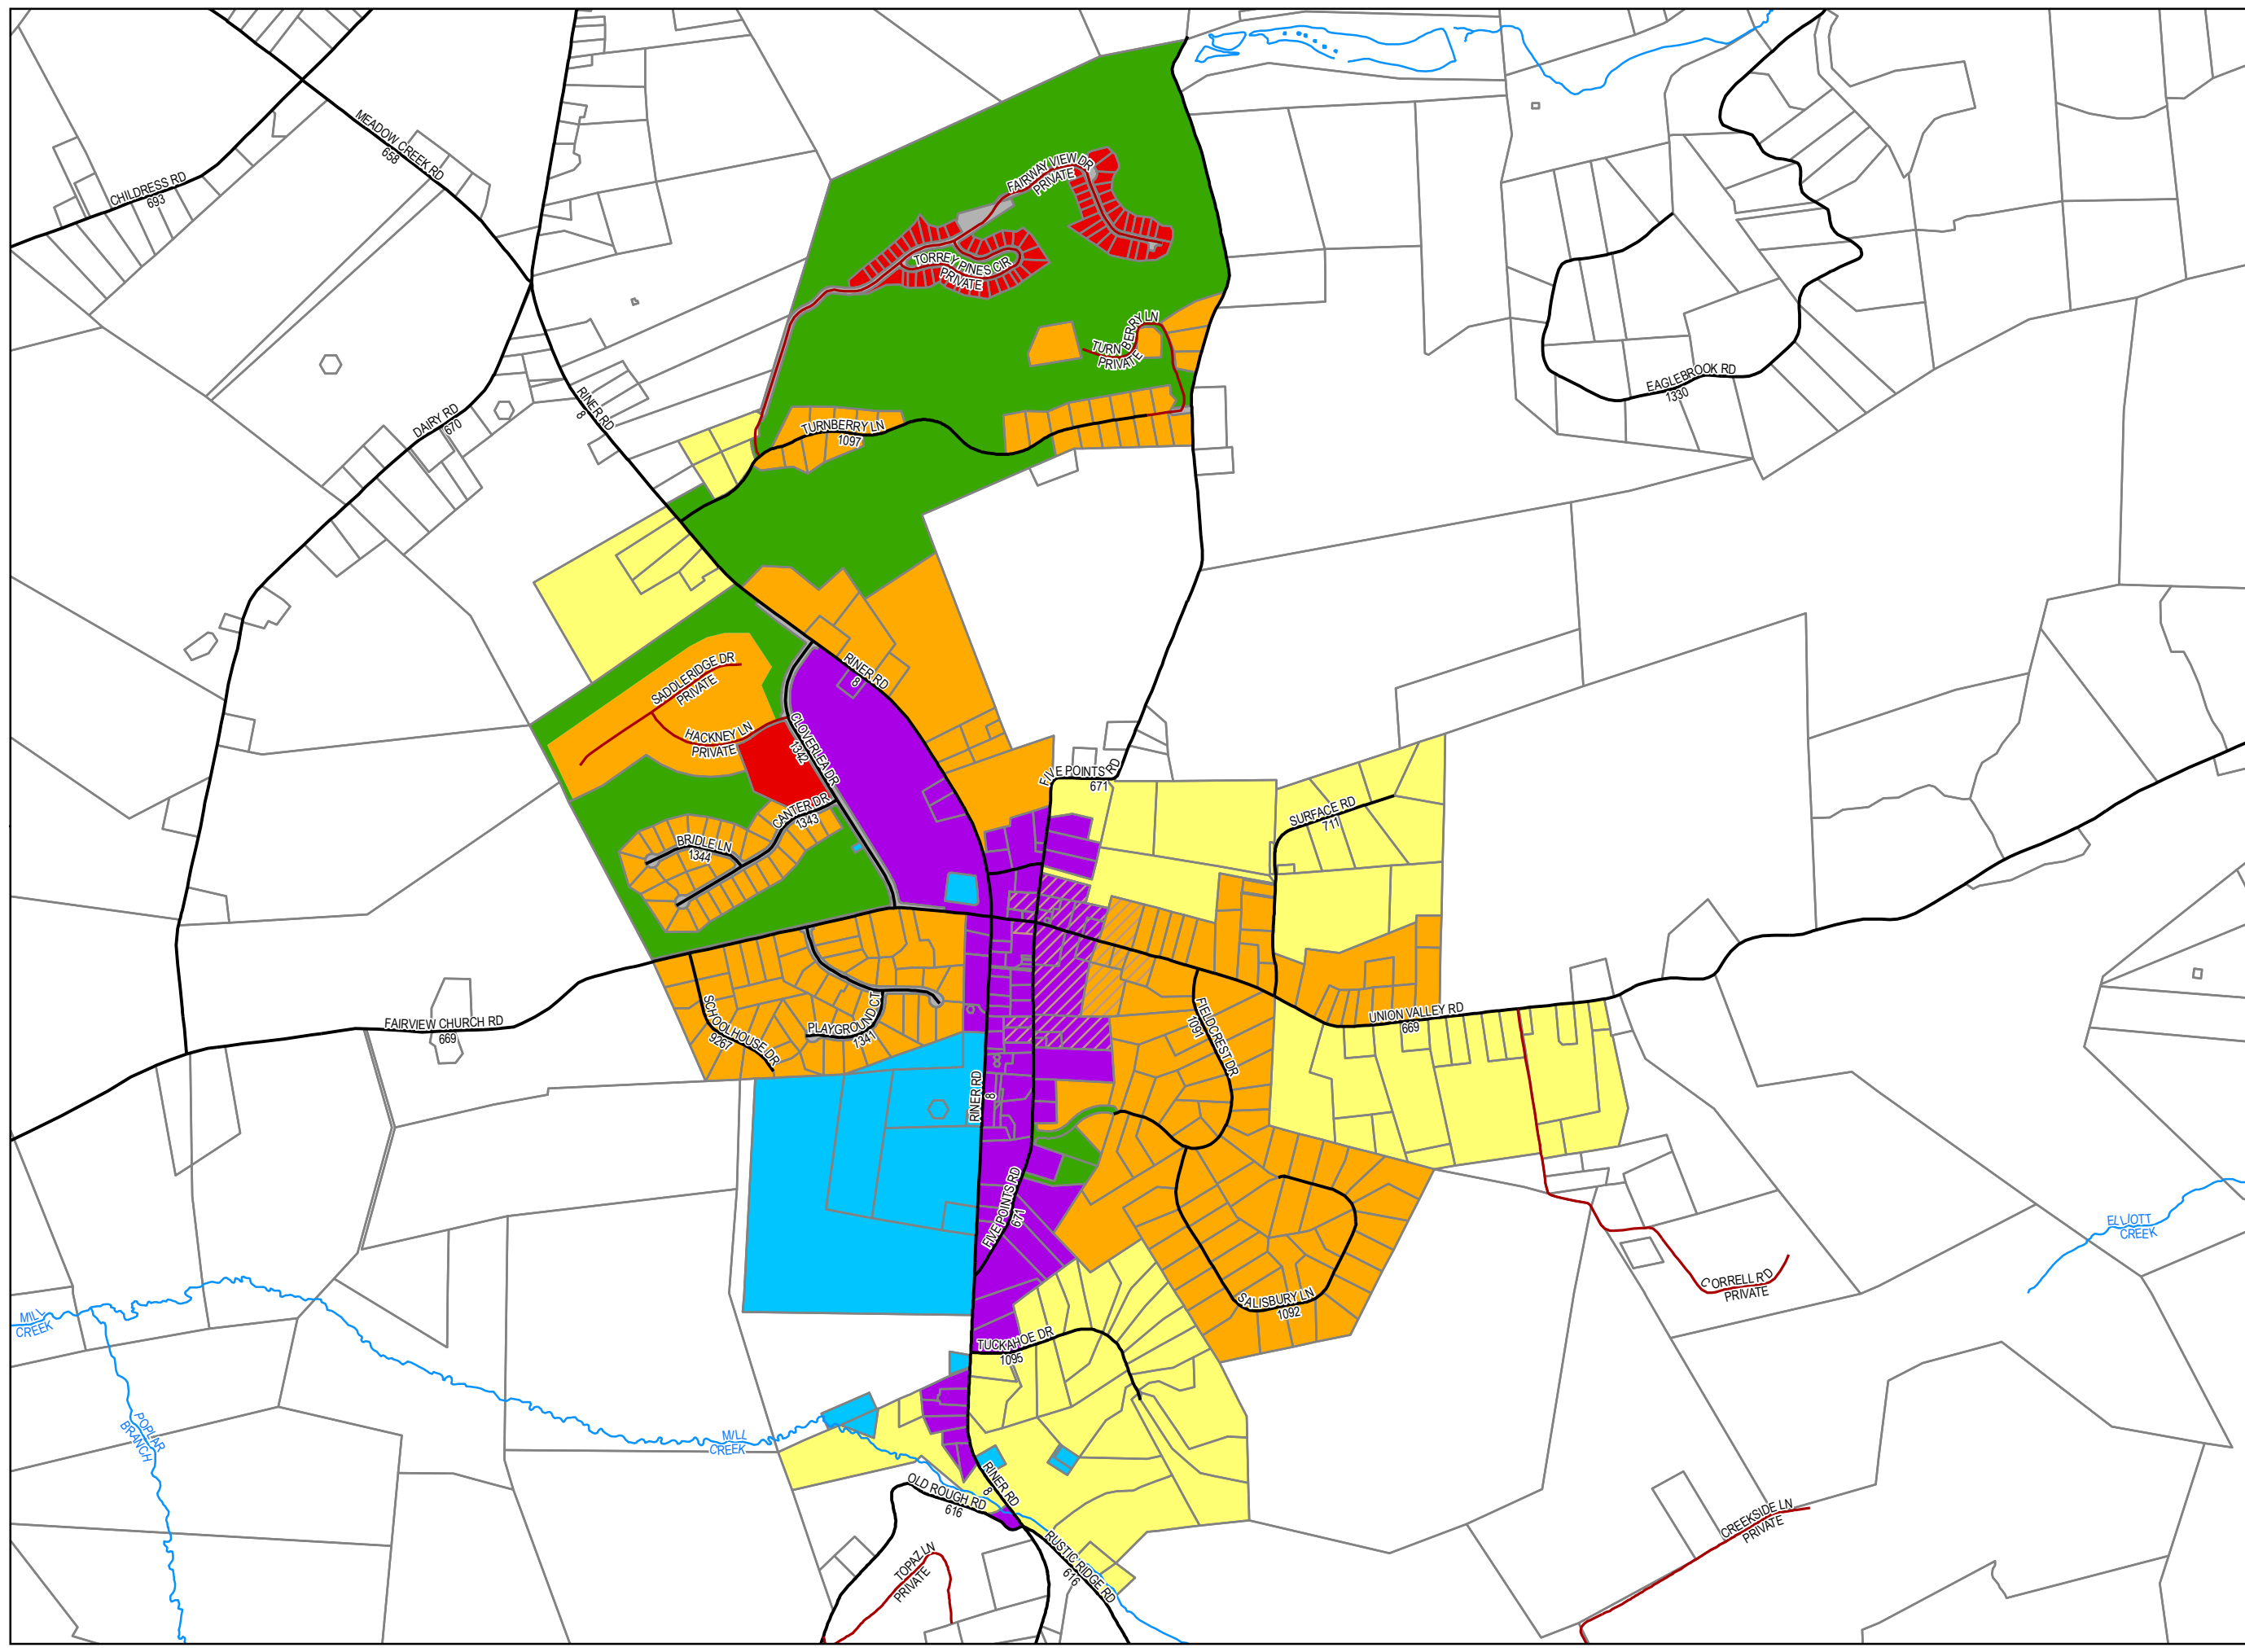 MEADOW CREEK RD
658
CHILDRESS RD
693
FAIRWAY VIEW DR
PRIVATE
TORREY PINES CIR
PRIVATE
TURN BERRY LN
PRIVATE
EAGLEBROOK RD
1330
RINER RD
8
DAIRY RD
670
TURNBERRY LN
1097
SADDLERIDGE DR
PRIVATE
RINER RD
8
HACKNEY LN
PRIVATE
CLOVERLEA DR
1342
FIVE POINTS RD
671
CANTER DR
1343
SURFACE RD
711
BRIDLE LN
1344
SCHOOLHOUSE DR
9267
PLAYGROUND CT
1341
FAIRVIEW CHURCH RD
669
FIELDCREST DR
1091
UNION VALLEY RD
669
RINER RD
8
FIVE POINTS RD
671
ELLIOTT
CREEK
CORRELL RD
PRIVATE
SALISBURY LN
1092
MILL
CREEK
TUCKAHOE DR
1095
POPLAR
BRANCH
MILL
CREEK
RINER RD
8
OLD ROUGH RD
616
CREEKSIDE LN
PRIVATE
RUSTIC RIDGE RD
616
TOPAZ LN
PRIVATE